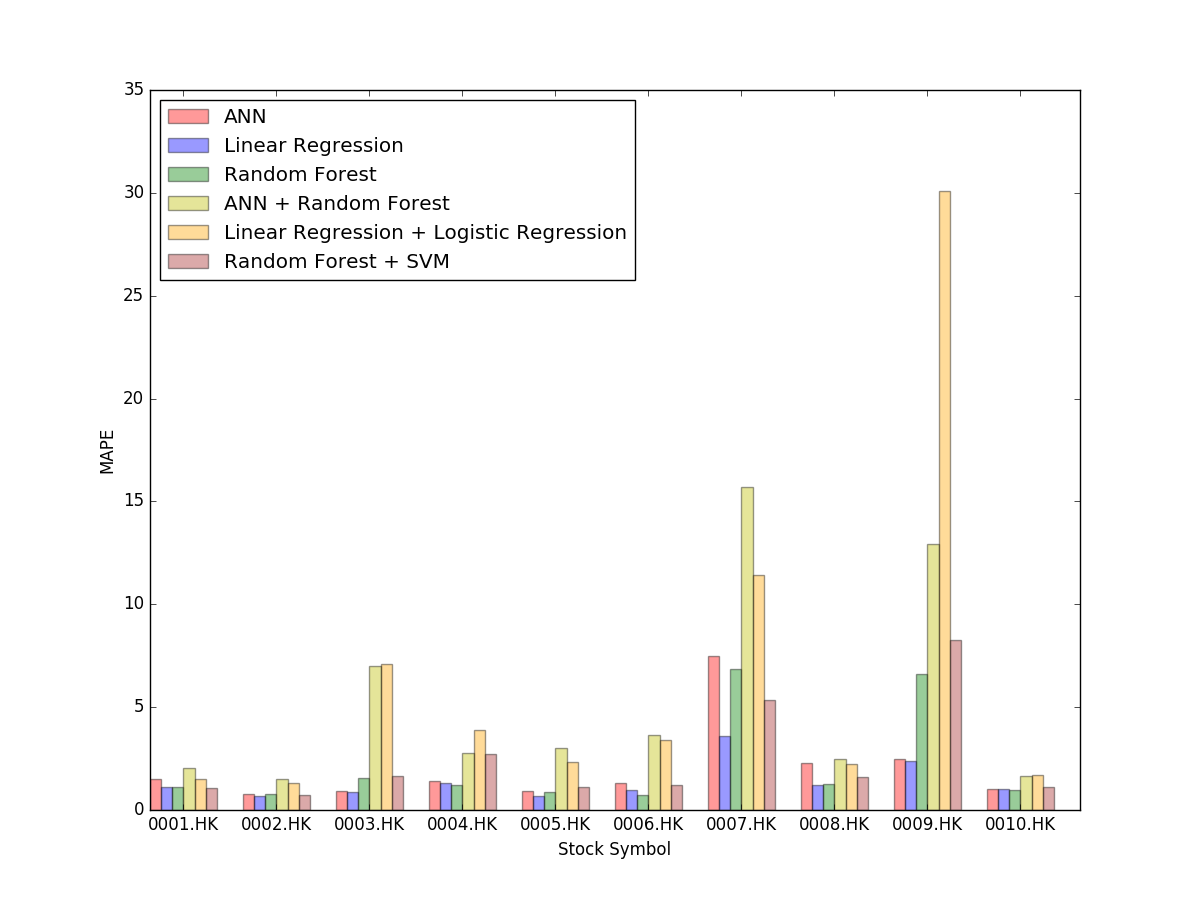 35
30
25
20
15
10
5
0
MAPE
ANN
Linear Regression
Random Forest
ANN + Random Forest
Linear Regression + Logistic Regression
Random Forest + SVM
0001.HK 0002.HK 0003.HK 0004.HK 0005.HK 0006.HK 0007.HK 0008.HK 0009.HK 0010.HK
Stock Symbol